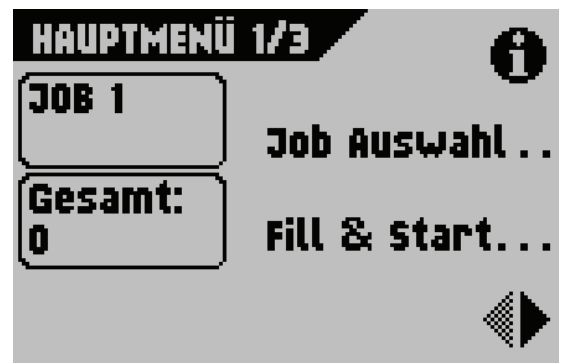 HAUPTMENÜ 1/3
JOB 1
Job Auswahl..
Gesamt:
0
Fill & Start...